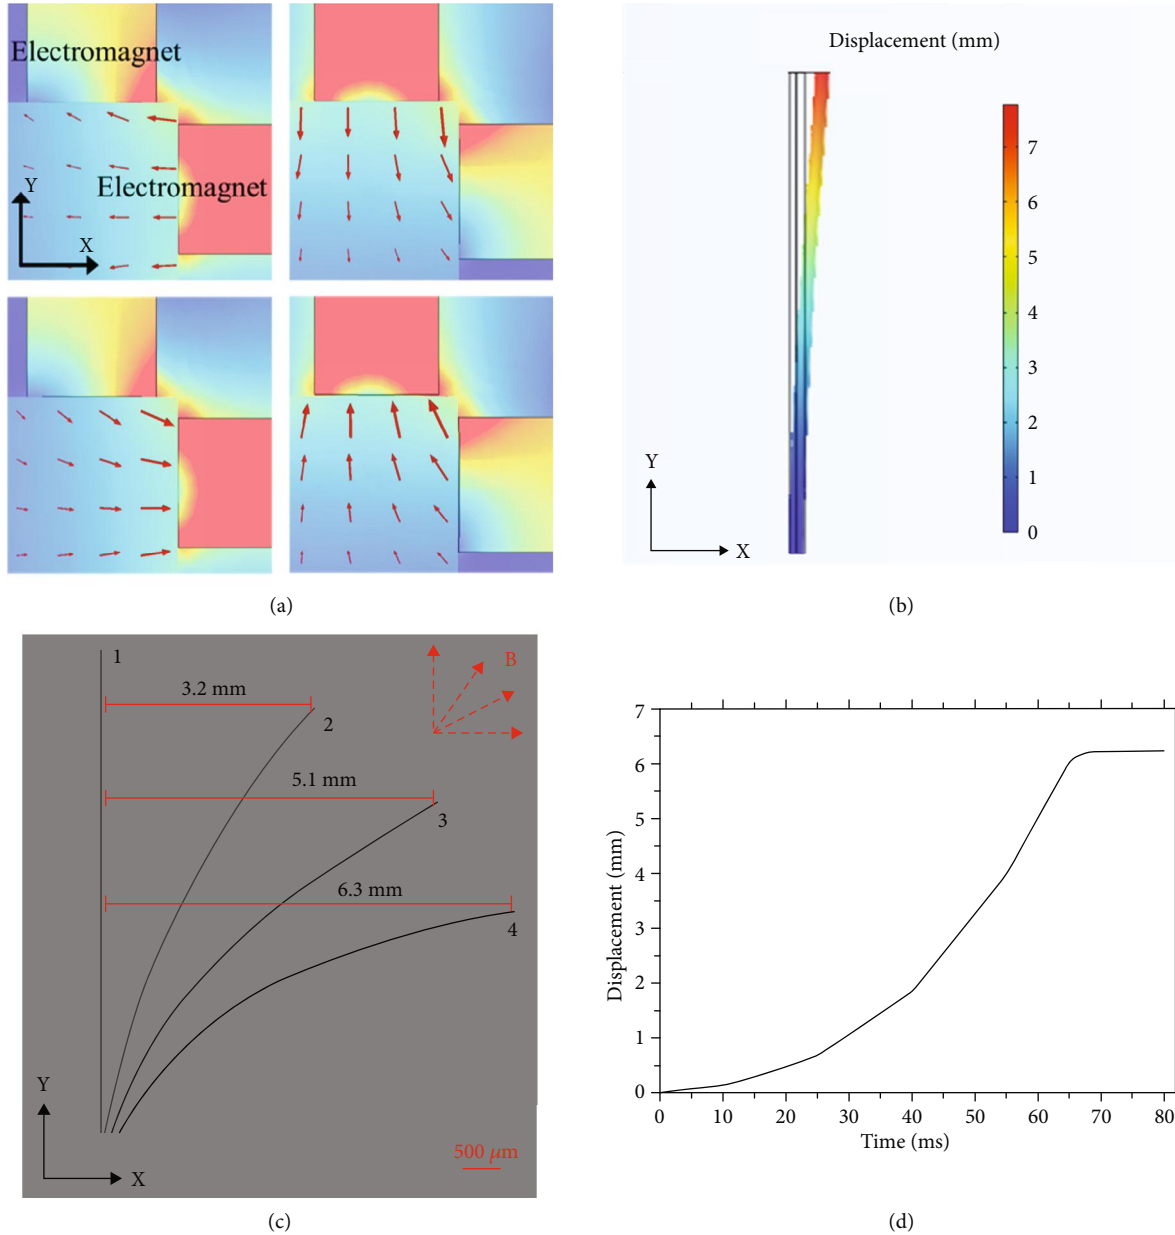 Electromagnet
Electromagnet
Y
X
(a)
Displacement (mm)
7
6
5
4
3
2
1
0
Y
X
(b)
1
B
3.2 mm
2
5.1 mm
3
6.3 mm
4
Y
500 μm
X
(c)
7
6
5
4
3
2
1
0
Displacement (mm)
0 10 20 30 40 50 60 70 80
Time (ms)
(d)